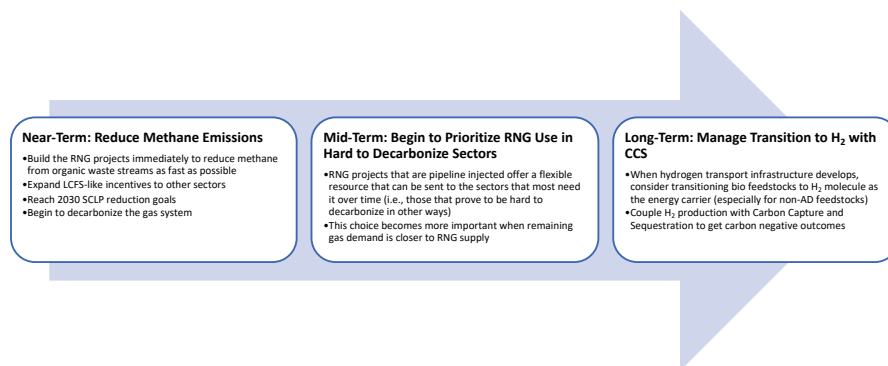 Near-Term: Reduce Methane Emissions
•Build the RNG projects immediately to reduce methane
from organic waste streams as fast as possible
•Expand LCFS-like incentives to other sectors
•Reach 2030 SCLP reduction goals
•Begin to decarbonize the gas system
Mid-Term: Begin to Prioritize RNG Use in
Hard to Decarbonize Sectors
•RNG projects that are pipeline injected offer a flexible
resource that can be sent to the sectors that most need
it over time (i.e., those that prove to be hard to
decarbonize in other ways)
•This choice becomes more important when remaining
gas demand is closer to RNG supply
Long-Term: Manage Transition to H₂ with
CCS
•When hydrogen transport infrastructure develops,
consider transitioning bio feedstocks to H₂ molecule as
the energy carrier (especially for non-AD feedstocks)
•Couple H₂ production with Carbon Capture and
Sequestration to get carbon negative outcomes